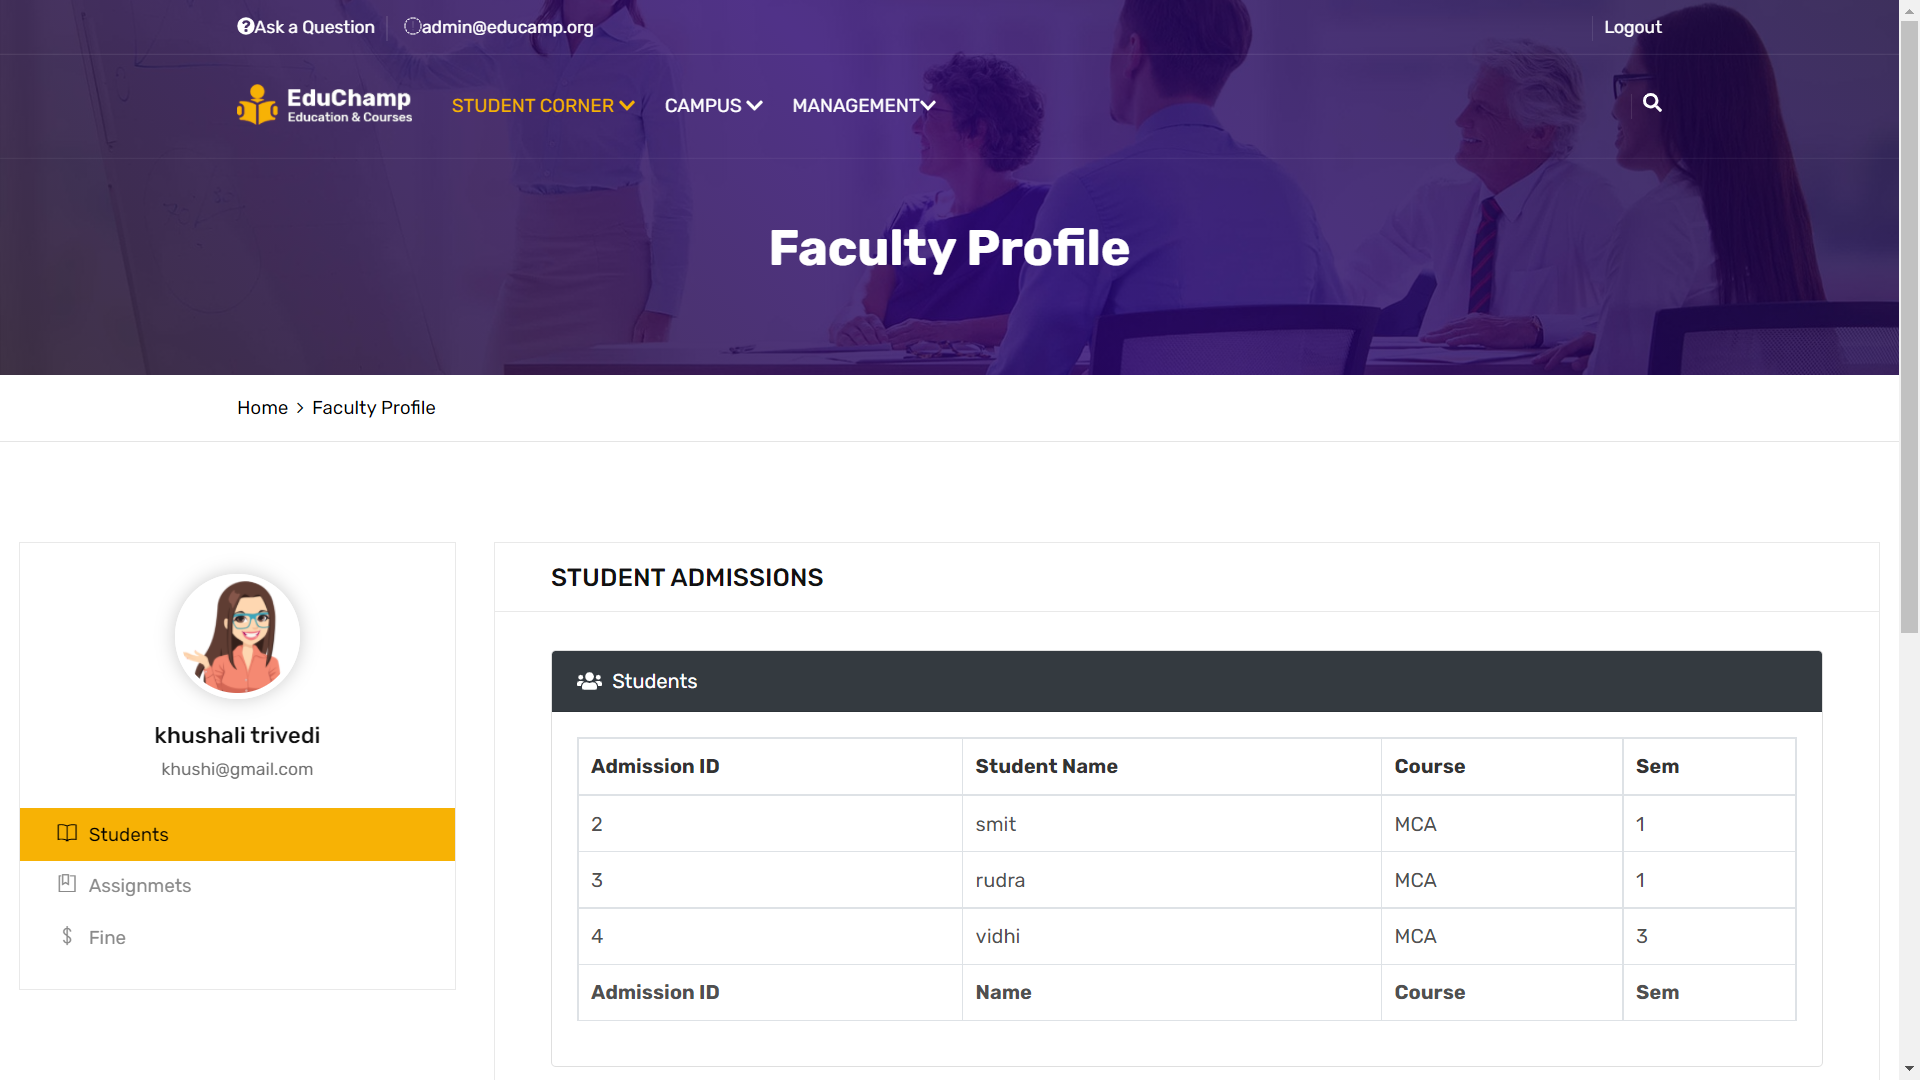 Ask a Question
admin@educamp.org
Logout
EduChamp
Education & Courses
STUDENT CORNER
CAMPUS
MANAGEMENT
Faculty Profile
Home > Faculty Profile
khushali trivedi
khushi@gmail.com
Students
Assignmets
Fine
STUDENT ADMISSIONS
Students
Admission ID Student Name Course Sem
2 smit MCA 1
3 rudra MCA 1
4 vidhi MCA 3
Admission ID Name Course Sem